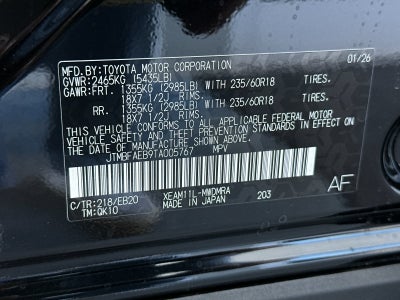 MFD.BY:TOYOTA MOTOR CORPORATION 01/26
GVWR:2465KG (5435LB)
GAWR:FRT. 1355KG (2985LB) WITH 235/60R18 TIRES.
18X7 1/2J RIMS.
RR. 1355KG (2985LB) WITH 235/60R18 TIRES.
18X7 1/2J RIMS.
THIS VEHICLE CONFORMS TO ALL APPLICABLE FEDERAL MOTOR
VEHICLE SAFETY AND THEFT PREVENTION STANDARDS IN
EFFECT ON THE DATE OF MANUFACTURE SHOWN ABOVE.
JTMBFAEB9TA005767 MPV
C/TR:218/EB20 XEAM11L-MWDMRA AF
TM:QK10 MADE IN JAPAN 203